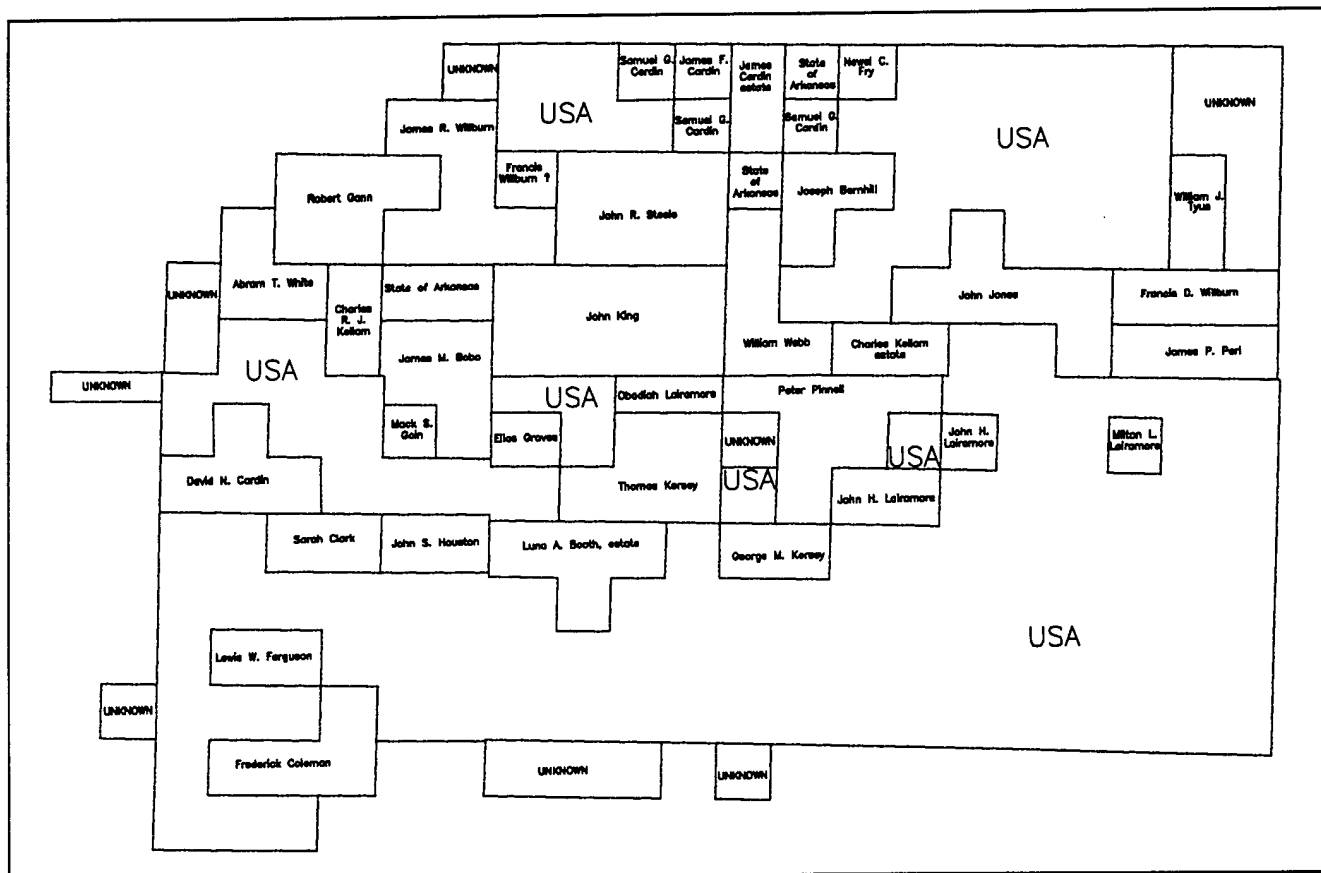 UNKNOWN
USA
Samuel G.
Cardin
James F.
Cardin
James
Cardin
estate
State
of
Arkansas
Newel C.
Fry
UNKNOWN
James R. Wilburn
Samuel G.
Cardin
Samuel G.
Cardin
USA
Robert Gann
Francis
Wilburn ?
John R. Steele
State
of
Arkansas
Joseph Barnhill
William J.
Tyus
UNKNOWN
Abram T. White
Charles
R. J.
Kellam
State of Arkansas
John King
John Jones
Francis D. Wilburn
USA
James M. Bobo
William Webb
Charles Kellam
estate
James P. Perl
UNKNOWN
USA
Obediah Lairamore
Peter Pinnell
Mack S.
Goin
Elias Graves
UNKNOWN
USA
John H.
Lairamore
Milton L.
Lairamore
David N. Cardin
Thomas Kersey
USA
John H. Lairamore
Sarah Clark
John S. Houston
Luna A. Booth, estate
George M. Kersey
USA
Lewis W. Ferguson
UNKNOWN
Frederick Coleman
UNKNOWN
UNKNOWN